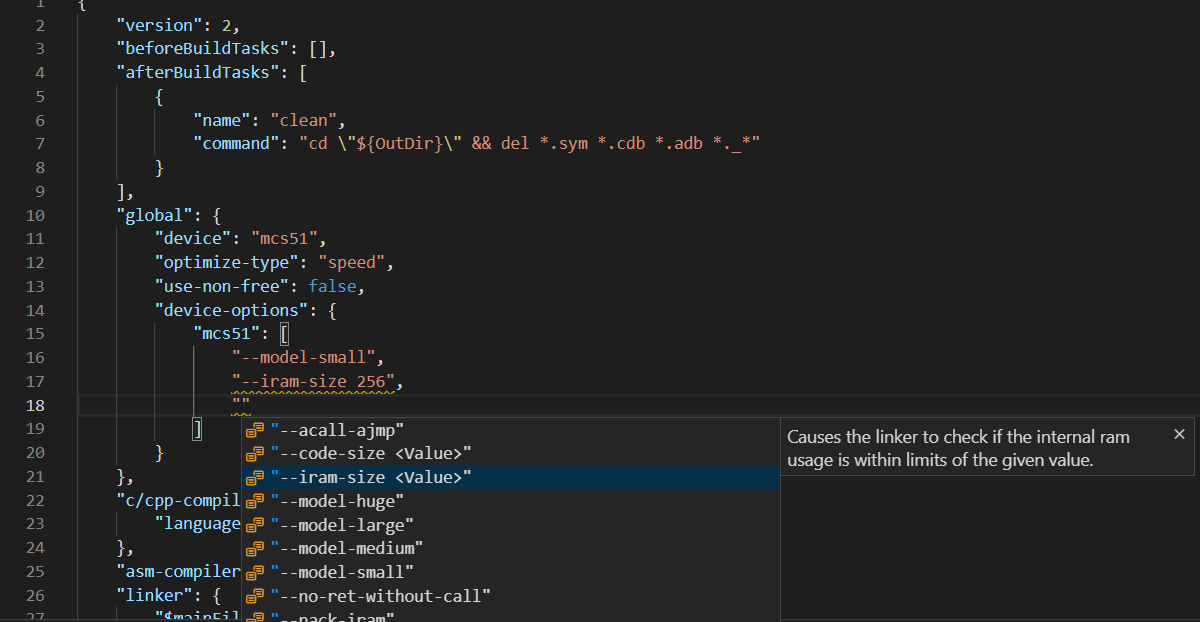 1 {
2 "version": 2,
3 "beforeBuildTasks": [],
4 "afterBuildTasks": [
5 {
6 "name": "clean",
7 "command": "cd \"${OutDir}\" && del *.sym *.cdb *.adb *._*"
8 }
9 ],
10 "global": {
11 "device": "mcs51",
12 "optimize-type": "speed",
13 "use-non-free": false,
14 "device-options": {
15 "mcs51": [
16 "--model-small",
17 "--iram-size 256",
18 ""
19 ]
20 }
21 },
22 "c/cpp-compil
23 "language
24 },
25 "asm-compiler
26 "linker": {
27 "$mainFil
"--acall-ajmp"
"--code-size <Value>"
"--iram-size <Value>"
"--model-huge"
"--model-large"
"--model-medium"
"--model-small"
"--no-ret-without-call"
"--pack-iram"
Causes the linker to check if the internal ram
usage is within limits of the given value.